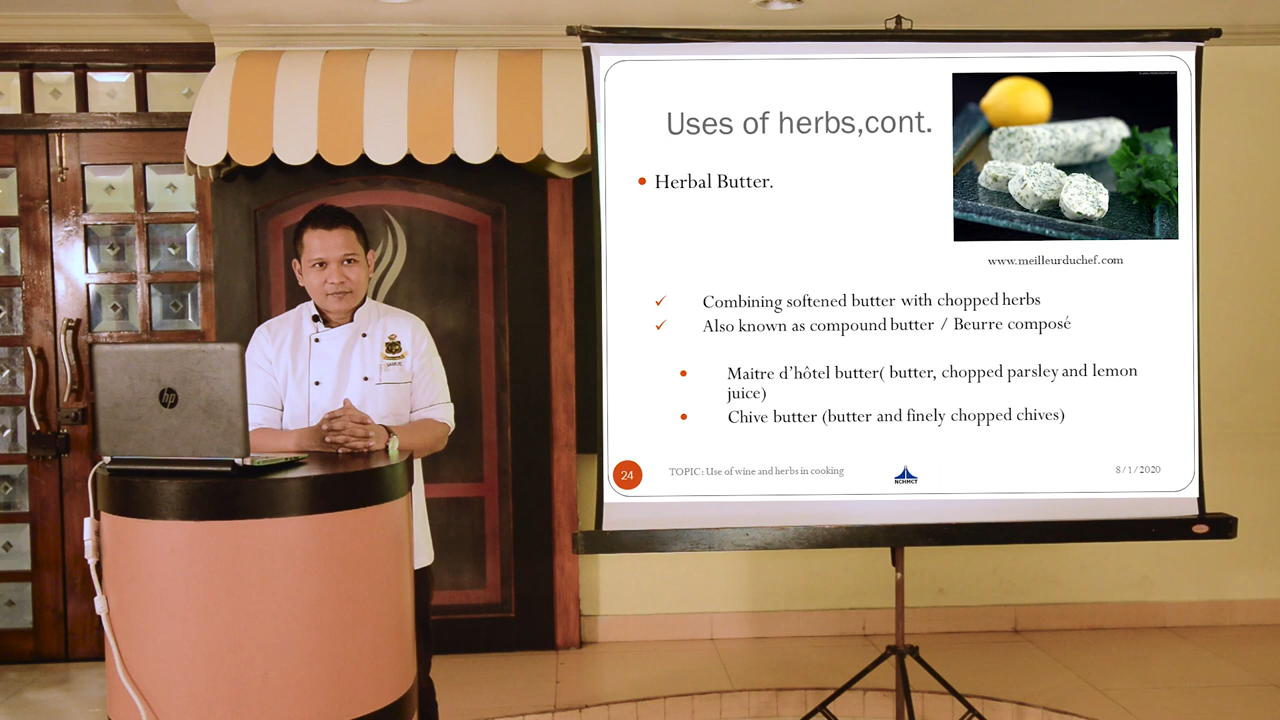 Uses of herbs,cont.
Herbal Butter.
www.meilleurduchef.com
Combining softened butter with chopped herbs
Also known as compound butter / Beurre composé
Maitre d'hôtel butter( butter, chopped parsley and lemon
juice)
Chive butter (butter and finely chopped chives)
24
TOPIC: Use of wine and herbs in cooking
NCHMCT
8/1/2020
hp